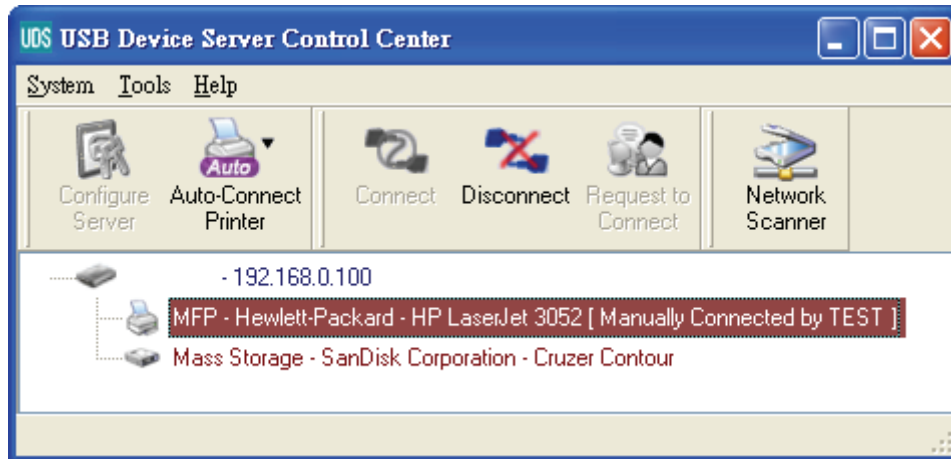 UDS USB Device Server Control Center
System Tools Help
Auto
Configure Server
Auto-Connect Printer
Connect
Disconnect
Request to Connect
Network Scanner
- 192.168.0.100
MFP - Hewlett-Packard - HP LaserJet 3052 [ Manually Connected by TEST ]
Mass Storage - SanDisk Corporation - Cruzer Contour